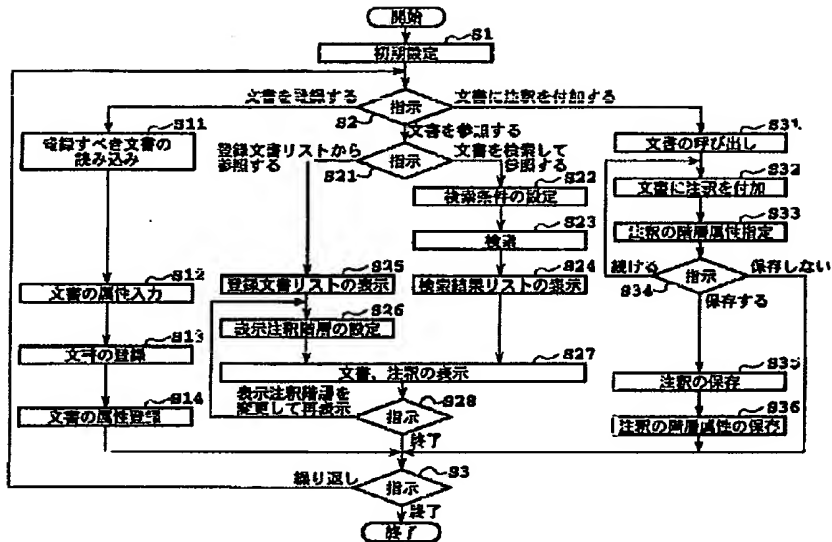 開始
S1
初期設定
文書を登録する
指示
S2
文書に注釈を付加する
文書を参照する
S11
登録すべき文書の
読み込み
登録文書リストから
参照する
指示
S21
文書を検索して
参照する
S31
文書の呼び出し
S22
検索条件の設定
S32
文書に注釈を付加
S23
検索
S33
注釈の階層属性指定
S12
文書の属性入力
S25
登録文書リストの表示
S24
検索結果リストの表示
続ける
指示
S34
保存しない
保存する
S26
表示注釈階層の設定
S13
文書の登録
S27
文書、注釈の表示
S35
注釈の保存
表示注釈階層を
変更して再表示
指示
S28
終了
S14
文書の属性登録
S36
注釈の階層属性の保存
繰り返し
指示
S3
終了
終了